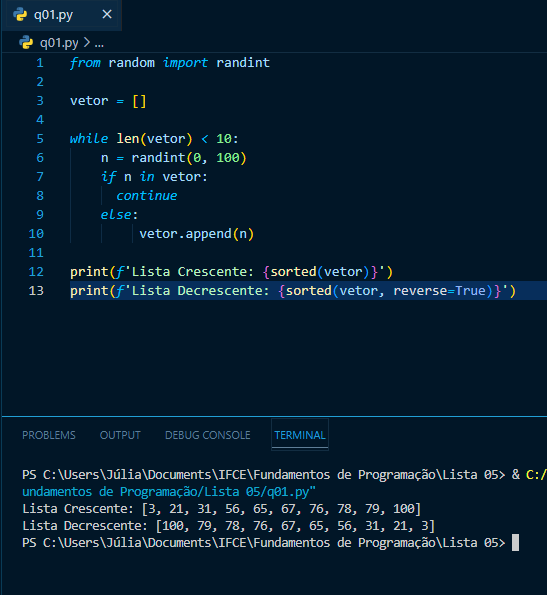 q01.py
q01.py > ...
1 from random import randint
2
3 vetor = []
4
5 while len(vetor) < 10:
6 n = randint(0, 100)
7 if n in vetor:
8 continue
9 else:
10 vetor.append(n)
11
12 print(f'Lista Crescente: {sorted(vetor)}')
13 print(f'Lista Decrescente: {sorted(vetor, reverse=True)}')
PROBLEMS OUTPUT DEBUG CONSOLE TERMINAL
PS C:\Users\Júlia\Documents\IFCE\Fundamentos de Programação\Lista 05> & C:/
undamentos de Programação/Lista 05/q01.py"
Lista Crescente: [3, 21, 31, 56, 65, 67, 76, 78, 79, 100]
Lista Decrescente: [100, 79, 78, 76, 67, 65, 56, 31, 21, 3]
PS C:\Users\Júlia\Documents\IFCE\Fundamentos de Programação\Lista 05>